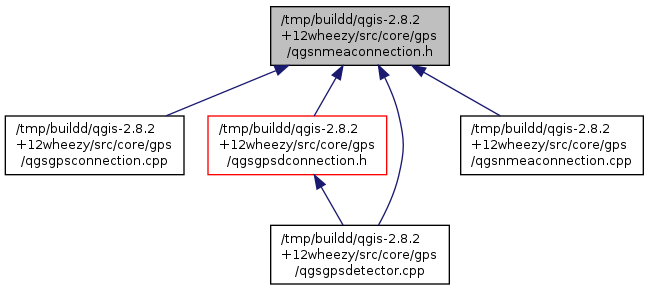 /tmp/buildd/qgis-2.8.2
+12wheezy/src/core/gps
/qgsnmeaconnection.h
/tmp/buildd/qgis-2.8.2
+12wheezy/src/core/gps
/qgsgpsconnection.cpp
/tmp/buildd/qgis-2.8.2
+12wheezy/src/core/gps
/qgsgpsdconnection.h
/tmp/buildd/qgis-2.8.2
+12wheezy/src/core/gps
/qgsnmeaconnection.cpp
/tmp/buildd/qgis-2.8.2
+12wheezy/src/core/gps
/qgsgpsdetector.cpp